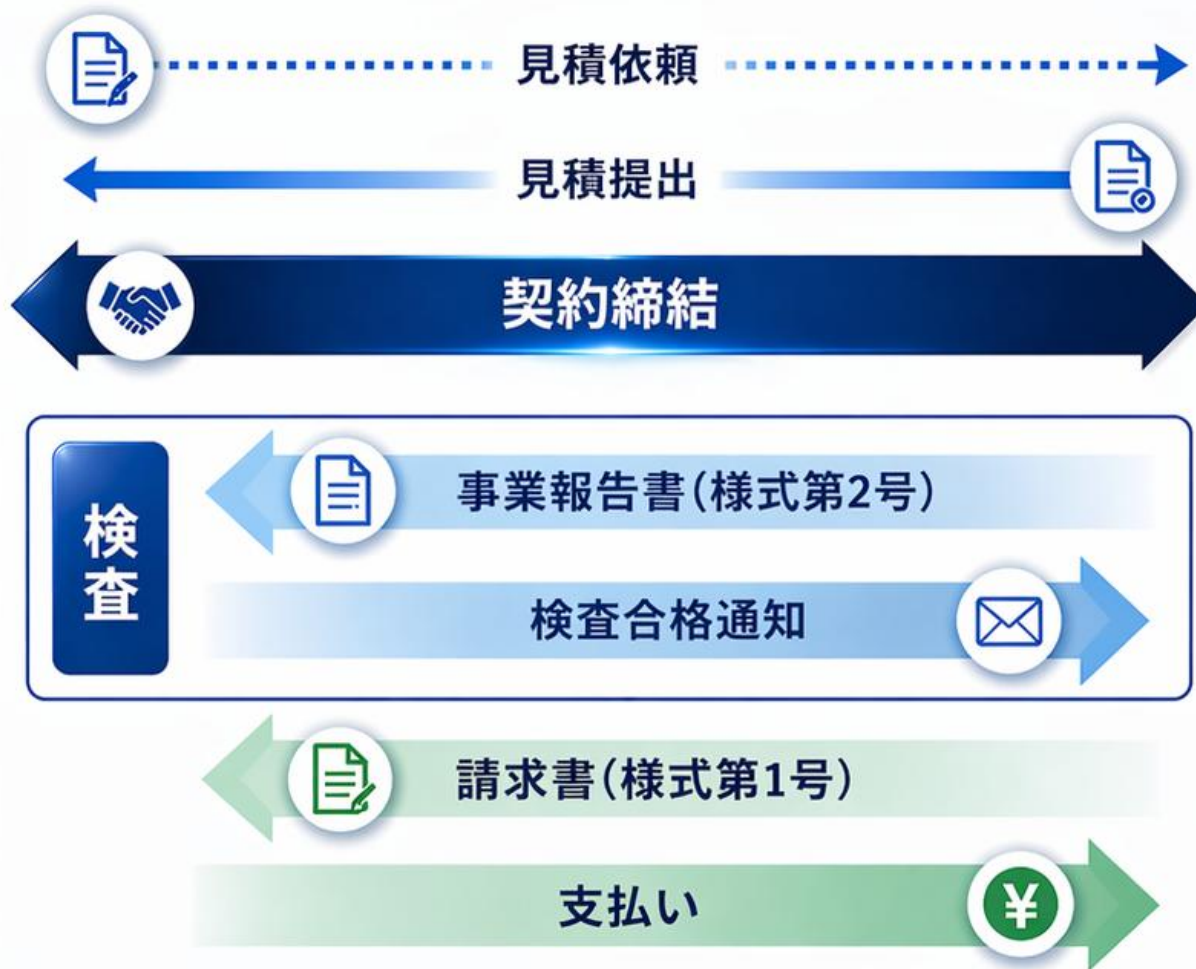 見積依頼
見積提出
契約締結
検査
事業報告書(様式第2号)
検査合格通知
請求書(様式第1号)
支払い
¥